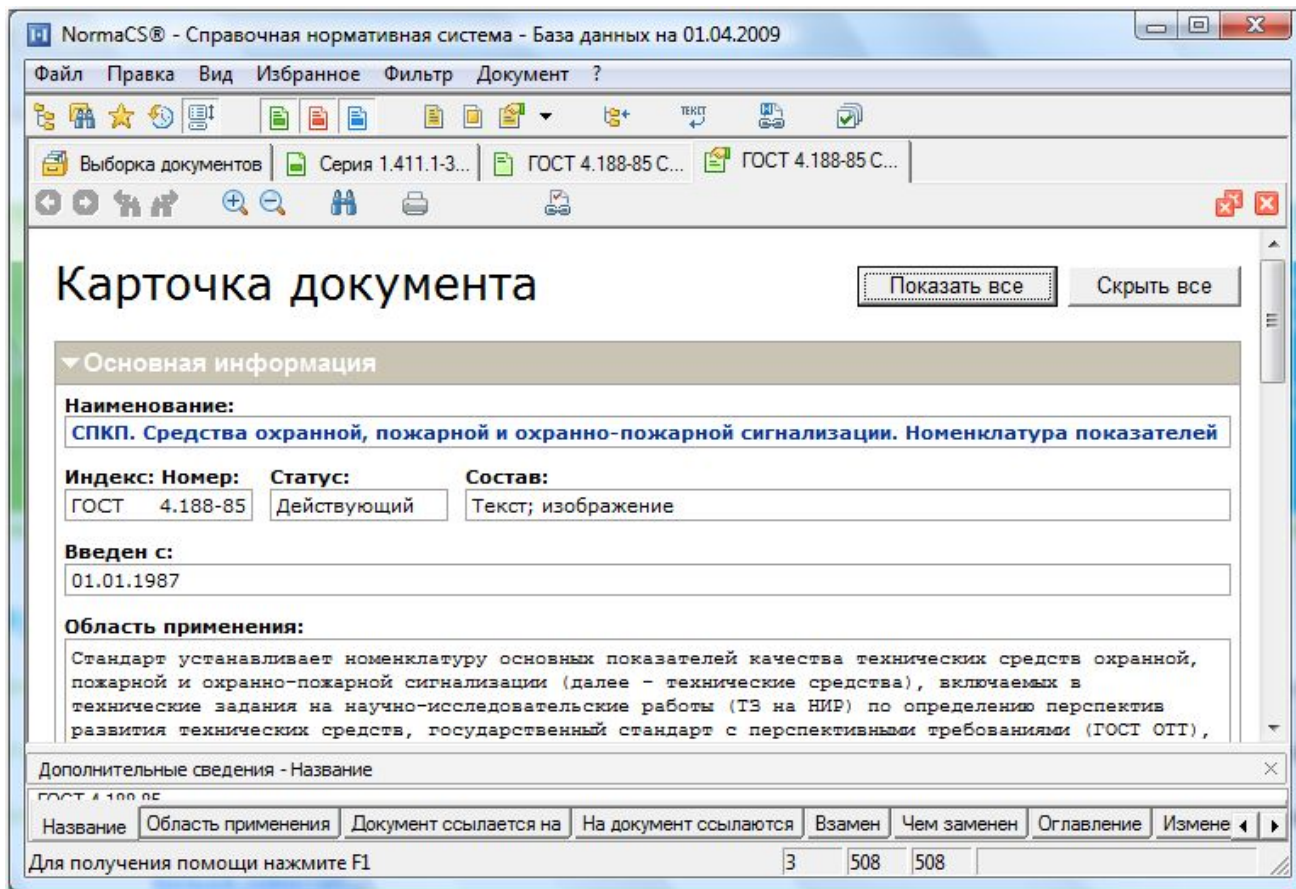 NormaCS® - Справочная нормативная система - База данных на 01.04.2009
Файл Правка Вид Избранное Фильтр Документ ?
ТЕКСТ
Выборка документов Серия 1.411.1-3... ГОСТ 4.188-85 С... ГОСТ 4.188-85 С...
Карточка документа Показать все Скрыть все
Основная информация
Наименование:
СПКП. Средства охранной, пожарной и охранно-пожарной сигнализации. Номенклатура показателей
Индекс: Номер: Статус: Состав:
ГОСТ 4.188-85 Действующий Текст; изображение
Введен с:
01.01.1987
Область применения:
Стандарт устанавливает номенклатуру основных показателей качества технических средств охранной,
пожарной и охранно-пожарной сигнализации (далее - технические средства), включаемых в
технические задания на научно-исследовательские работы (ТЗ на НИР) по определению перспектив
развития технических средств, государственный стандарт с перспективными требованиями (ГОСТ ОТТ),
Дополнительные сведения - Название
ГОСТ 4.188-85
Название Область применения Документ ссылается на На документ ссылаются Взамен Чем заменен Оглавление Измене
Для получения помощи нажмите F1 3 508 508